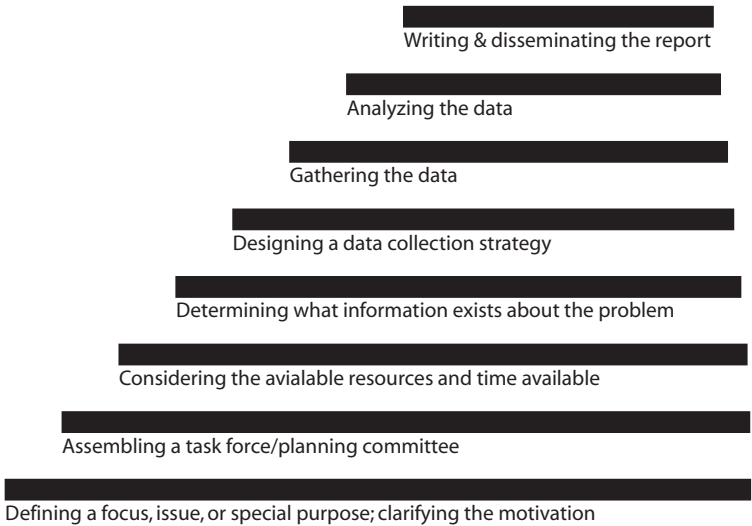 Writing & disseminating the report
Analyzing the data
Gathering the data
Designing a data collection strategy
Determining what information exists about the problem
Considering the avialable resources and time available
Assembling a task force/planning committee
Defining a focus, issue, or special purpose; clarifying the motivation